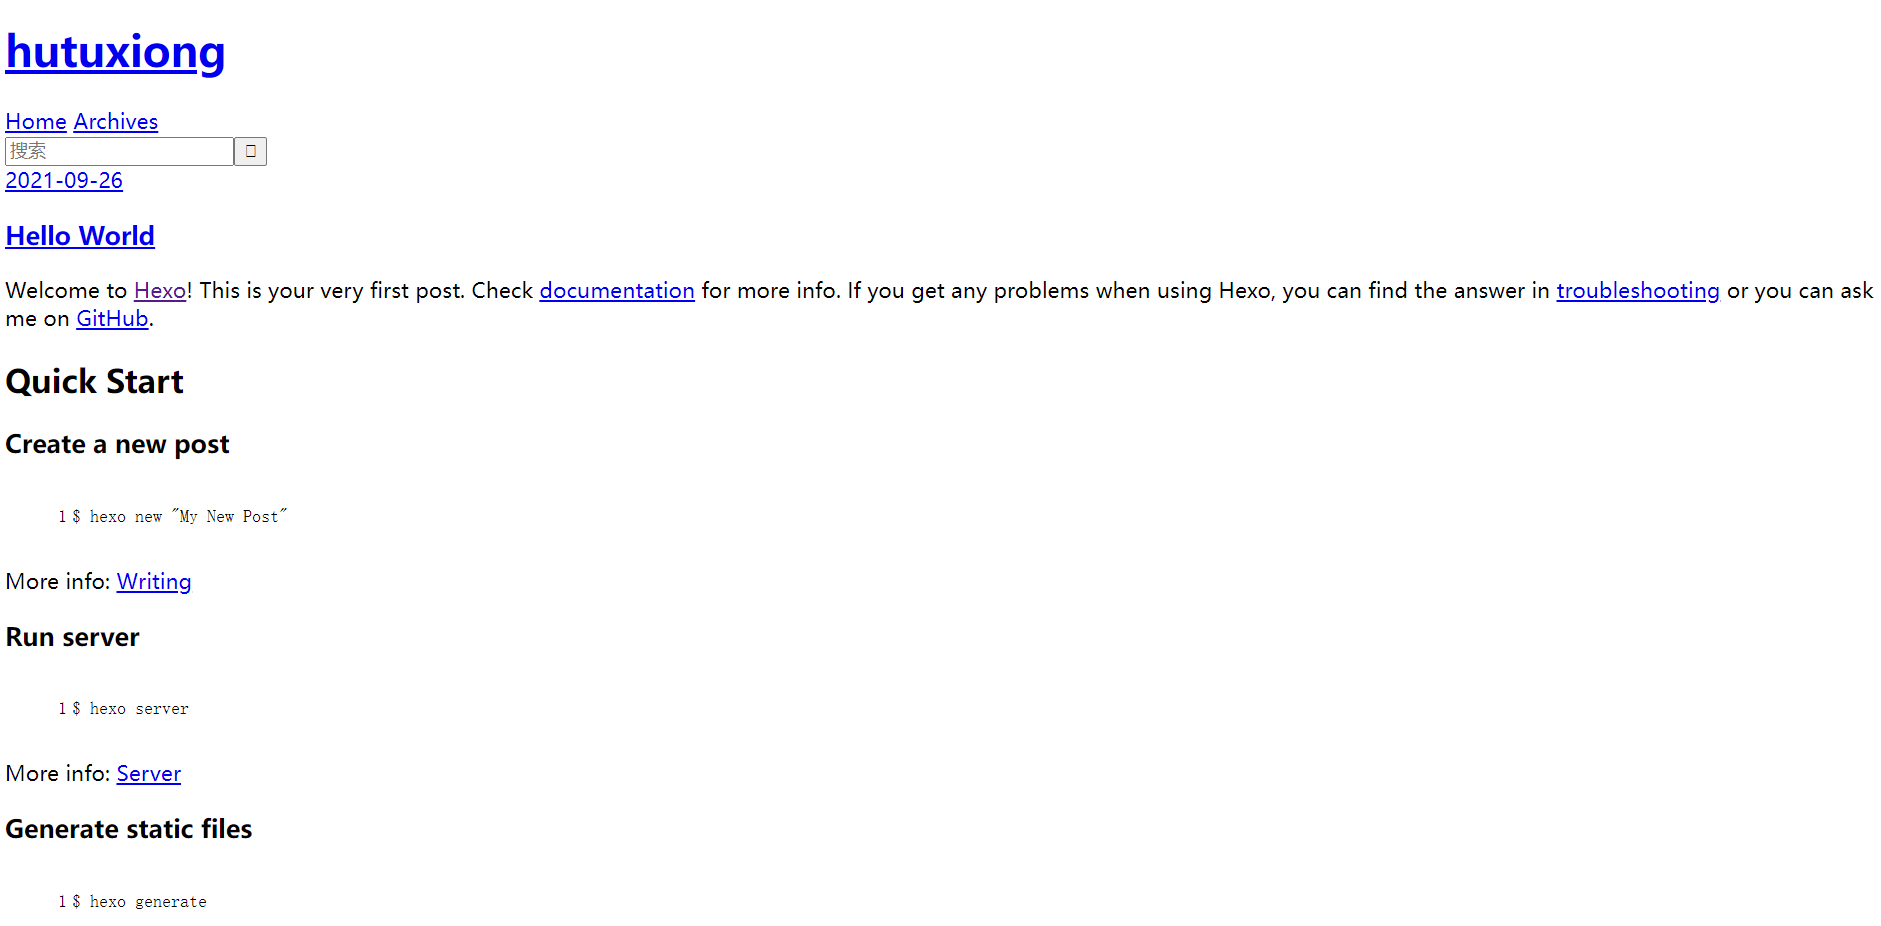 hutuxiong
Home Archives
搜索
2021-09-26
Hello World
Welcome to Hexo! This is your very first post. Check documentation for more info. If you get any problems when using Hexo, you can find the answer in troubleshooting or you can ask
me on GitHub.
Quick Start
Create a new post
1 $ hexo new "My New Post"
More info: Writing
Run server
1 $ hexo server
More info: Server
Generate static files
1 $ hexo generate